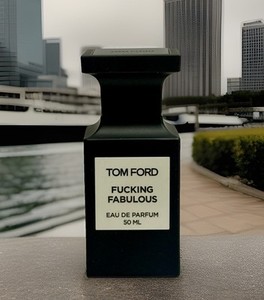 TOM FORD
FUCKING
FABULOUS
EAU DE PARFUM
50 ML